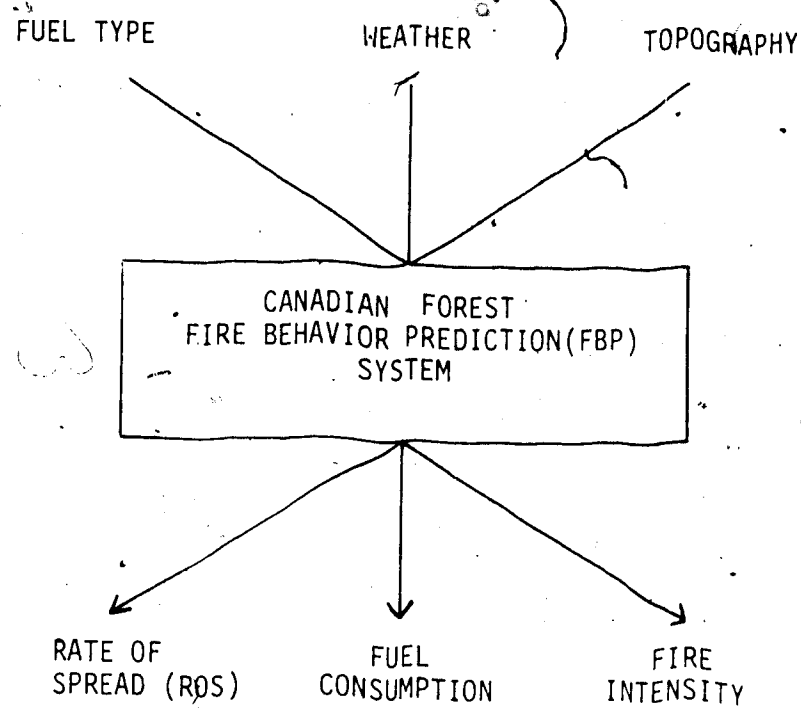 FUEL TYPE
WEATHER
TOPOGRAPHY
CANADIAN FOREST
FIRE BEHAVIOR PREDICTION(FBP)
SYSTEM
RATE OF
SPREAD (ROS)
FUEL
CONSUMPTION
FIRE
INTENSITY